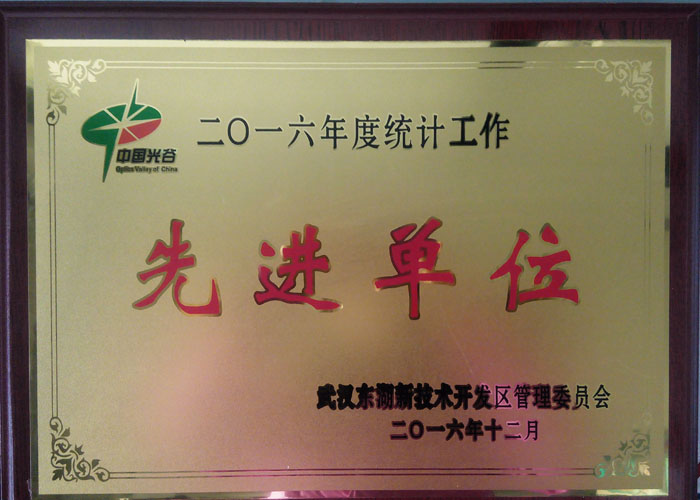 中国光谷
Optics Valley of China
二〇一六年度统计工作
先进单位
武汉东湖新技术开发区管理委员会
二〇一六年十二月